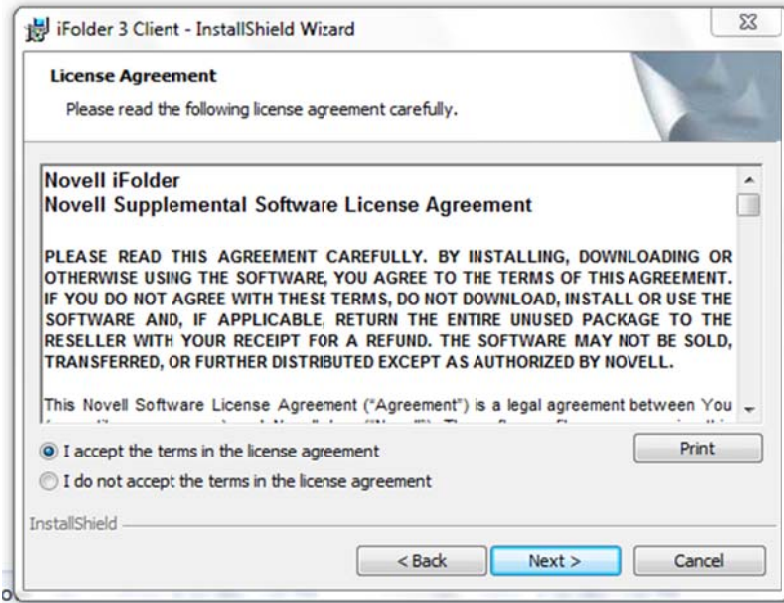 iFolder 3 Client - InstallShield Wizard
License Agreement
Please read the following license agreement carefully.
Novell iFolder
Novell Supplemental Software License Agreement
PLEASE READ THIS AGREEMENT CAREFULLY. BY INSTALLING, DOWNLOADING OR
OTHERWISE USING THE SOFTWARE, YOU AGREE TO THE TERMS OF THIS AGREEMENT.
IF YOU DO NOT AGREE WITH THESE TERMS, DO NOT DOWNLOAD, INSTALL OR USE THE
SOFTWARE AND, IF APPLICABLE, RETURN THE ENTIRE UNUSED PACKAGE TO THE
RESELLER WITH YOUR RECEIPT FOR A REFUND. THE SOFTWARE MAY NOT BE SOLD,
TRANSFERRED, OR FURTHER DISTRIBUTED EXCEPT AS AUTHORIZED BY NOVELL.
This Novell Software License Agreement (“Agreement”) is a legal agreement between You
I accept the terms in the license agreement
Print
I do not accept the terms in the license agreement
InstallShield
< Back Next > Cancel